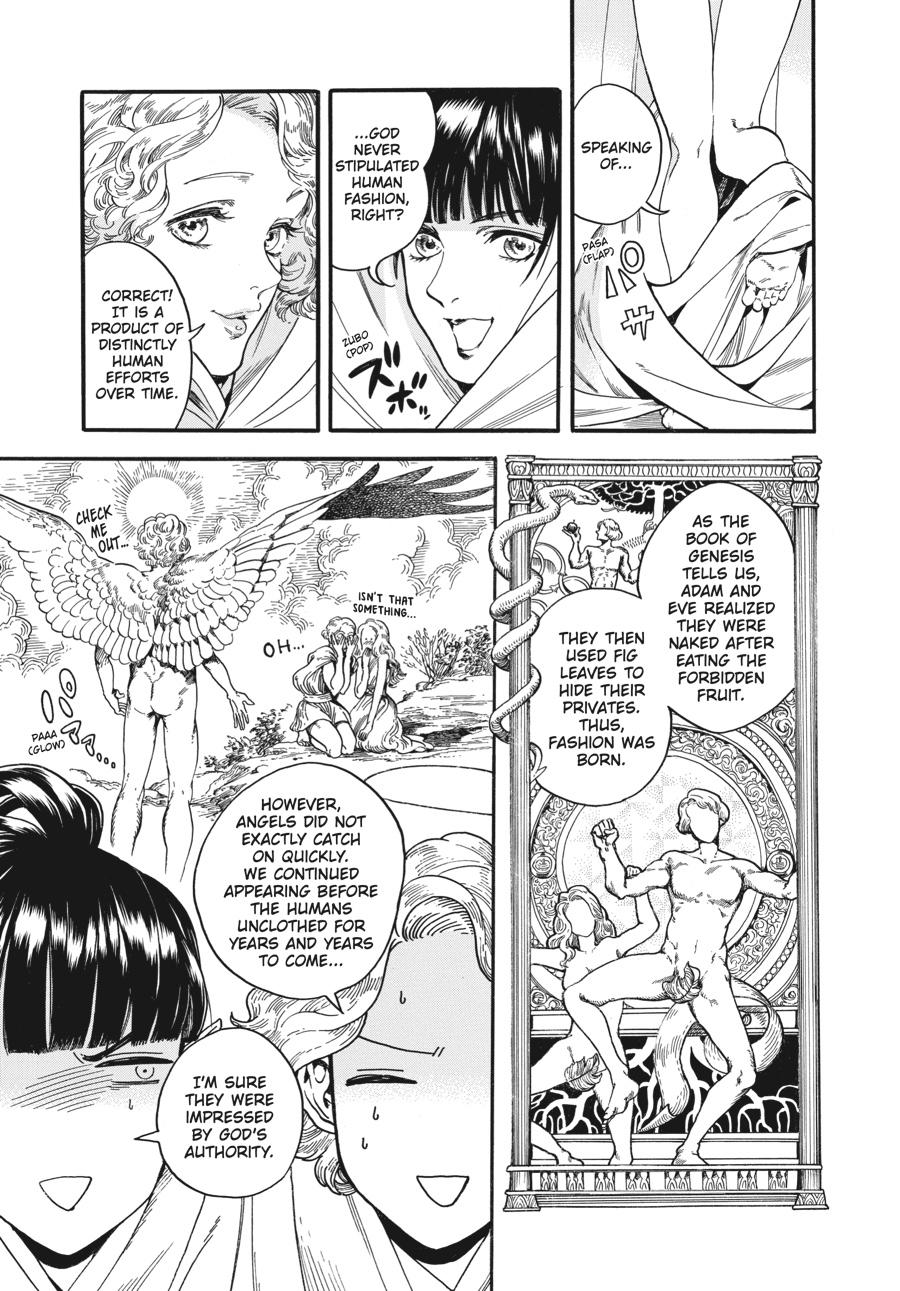 SPEAKING
OF...
PASA
(FLAP)
パサ
...GOD
NEVER
STIPULATED
HUMAN
FASHION,
RIGHT?
ZUBO
(POP)
ズボッ
CORRECT!
IT IS A
PRODUCT OF
DISTINCTLY
HUMAN
EFFORTS
OVER TIME.
AS THE
BOOK OF
GENESIS
TELLS US,
ADAM AND
EVE REALIZED
THEY WERE
NAKED AFTER
EATING THE
FORBIDDEN
FRUIT.
THEY THEN
USED FIG
LEAVES TO
HIDE THEIR
PRIVATES.
THUS,
FASHION WAS
BORN.
CHECK
ME
OUT...
ISN'T THAT
SOMETHING...
OH...
PAAA
(GLOW)
パアア...
HOWEVER,
ANGELS DID NOT
EXACTLY CATCH
ON QUICKLY.
WE CONTINUED
APPEARING BEFORE
THE HUMANS
UNCLOTHED FOR
YEARS AND YEARS
TO COME...
I'M SURE
THEY WERE
IMPRESSED
BY GOD'S
AUTHORITY.